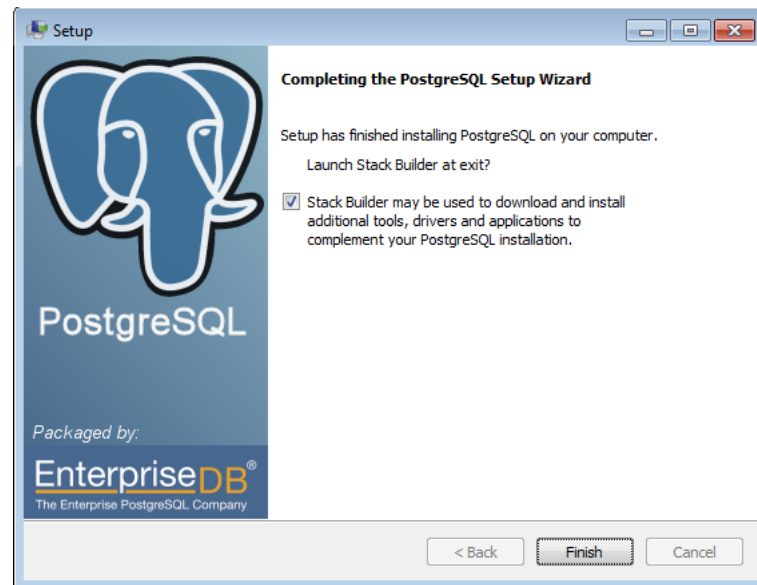 Setup
Completing the PostgreSQL Setup Wizard
Setup has finished installing PostgreSQL on your computer.
Launch Stack Builder at exit?
Stack Builder may be used to download and install
additional tools, drivers and applications to
complement your PostgreSQL installation.
PostgreSQL
Packaged by:
EnterpriseDB®
The Enterprise PostgreSQL Company
< Back
Finish
Cancel